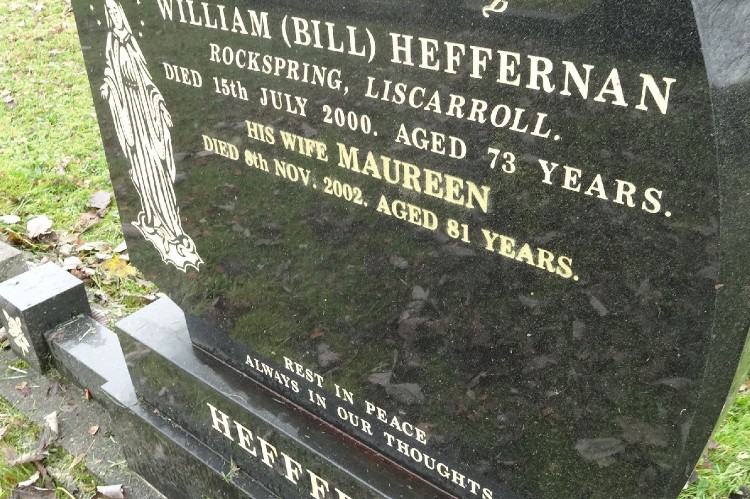 WILLIAM (BILL) HEFFERNAN
ROCKSPRING, LISCARROLL.
DIED 15th JULY 2000. AGED 73 YEARS.
HIS WIFE MAUREEN
DIED 8th NOV. 2002. AGED 81 YEARS.
REST IN PEACE
ALWAYS IN OUR THOUGHTS